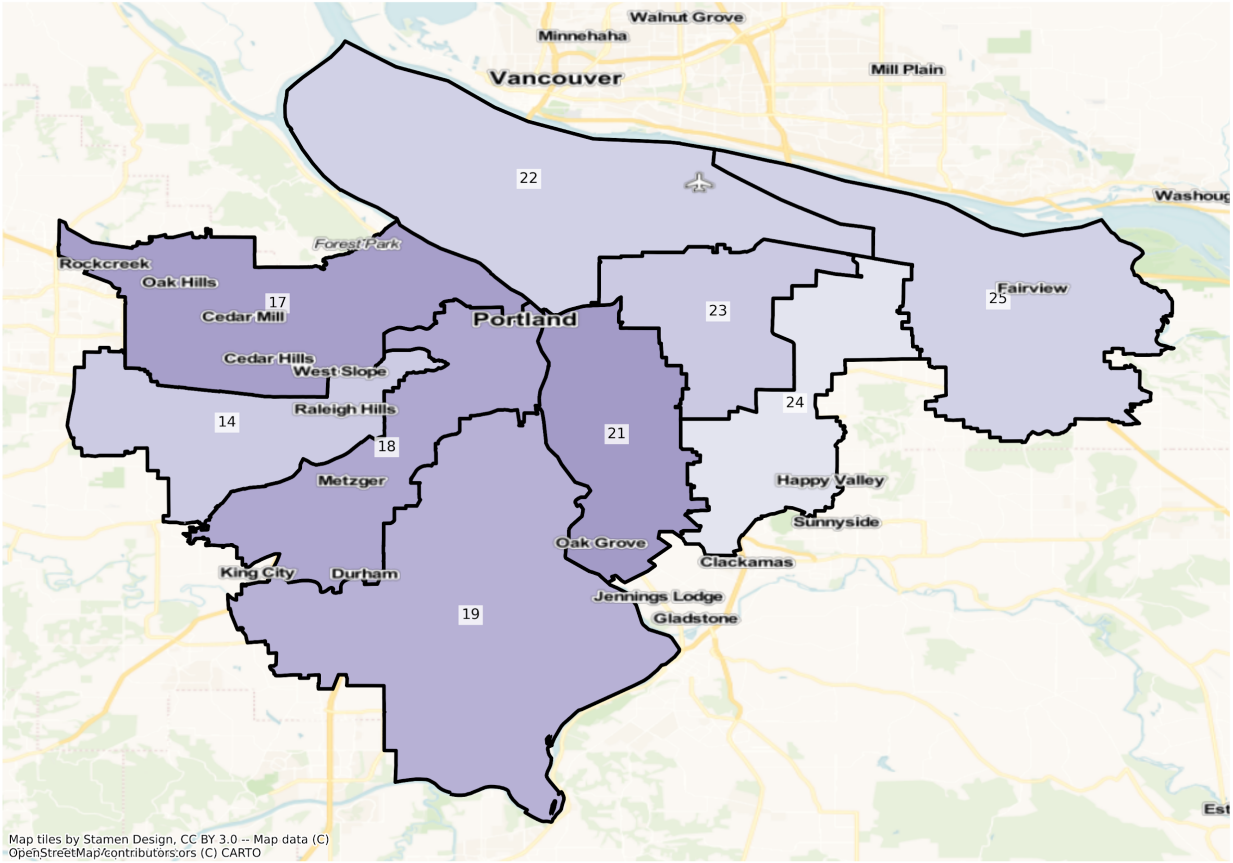 Walnut Grove
Minnehaha
Vancouver
Mill Plain
22
Washoug
Forest Park
Rockcreek
Oak Hills
17
Cedar Mill
Portland
23
25
Fairview
Cedar Hills
West Slope
Raleigh Hills
24
14
18
21
Metzger
Happy Valley
Sunnyside
Oak Grove
Clackamas
King City
Durham
Jennings Lodge
19
Gladstone
Est
Map tiles by Stamen Design, CC BY 3.0 -- Map data (C)
OpenStreetMap contributors (C) CARTO